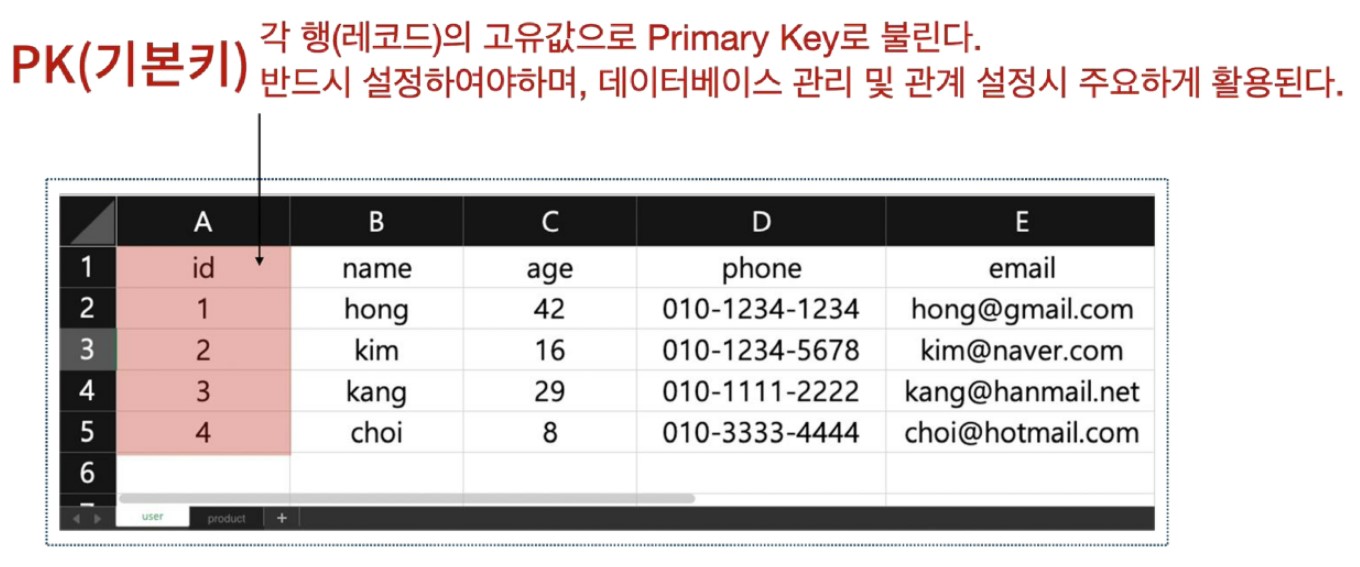 PK(기본키)
각 행(레코드)의 고유값으로 Primary Key로 불린다.
반드시 설정하여야하며, 데이터베이스 관리 및 관계 설정시 주요하게 활용된다.
A B C D E
1 id name age phone email
2 1 hong 42 010-1234-1234 hong@gmail.com
3 2 kim 16 010-1234-5678 kim@naver.com
4 3 kang 29 010-1111-2222 kang@hanmail.net
5 4 choi 8 010-3333-4444 choi@hotmail.com
6
user product +